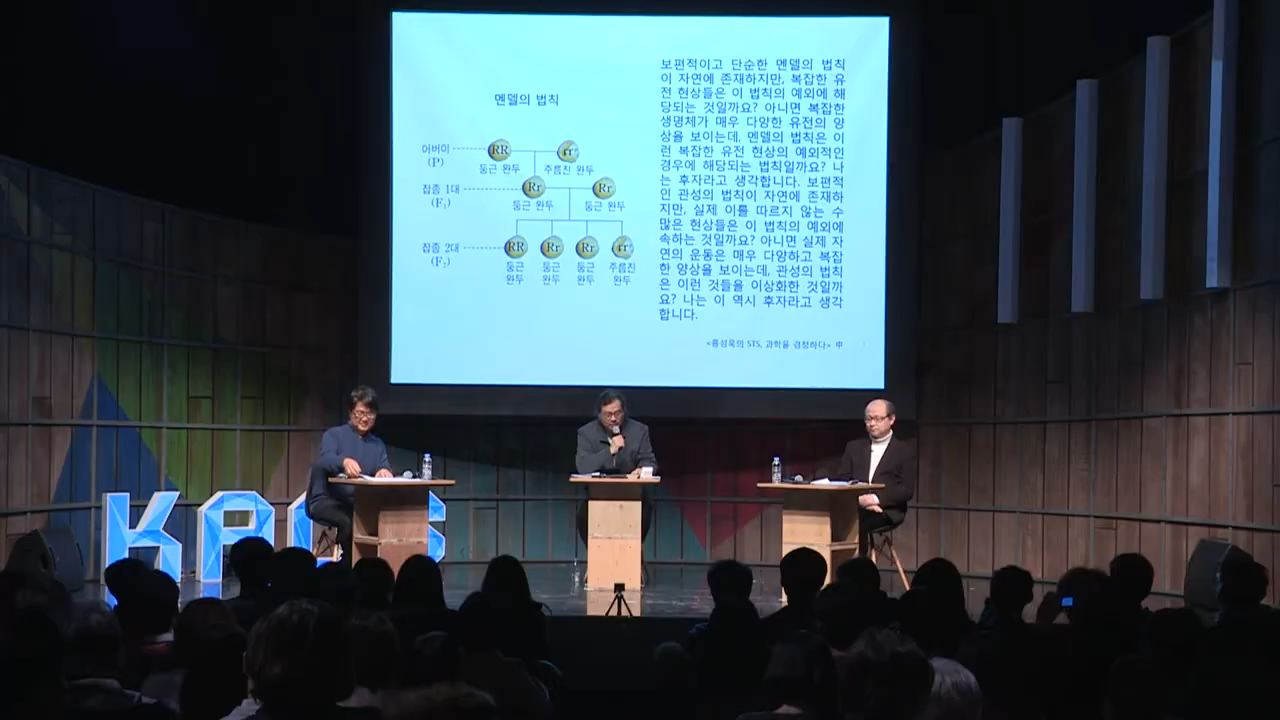 멘델의 법칙
어버이
(P)
RR
rr
둥근 완두
주름진 완두
잡종 1대
(F₁)
Rr
Rr
둥근 완두
둥근 완두
잡종 2대
(F₂)
RR
Rr
Rr
rr
둥근 완두
둥근 완두
둥근 완두
주름진 완두
보편적이고 단순한 멘델의 법칙
이 자연에 존재하지만, 복잡한 유
전 현상들은 이 법칙의 예외에 해
당되는 것일까요? 아니면 복잡한
생명체가 매우 다양한 유전의 양
상을 보이는데, 멘델의 법칙은 이
런 복잡한 유전 현상의 예외적인
경우에 해당되는 법칙일까요? 나
는 후자라고 생각합니다. 보편적
인 관성의 법칙이 자연에 존재하
지만, 실제 이를 따르지 않는 수
많은 현상들은 이 법칙의 예외에
속하는 것일까요? 아니면 실제 자
연의 운동은 매우 다양하고 복잡
한 양상을 보이는데, 관성의 법칙
은 이런 것들을 이상화한 것일까
요? 나는 이 역시 후자라고 생각
합니다.
<홍성욱의 STS, 과학을 경청하다> 中
KAOS